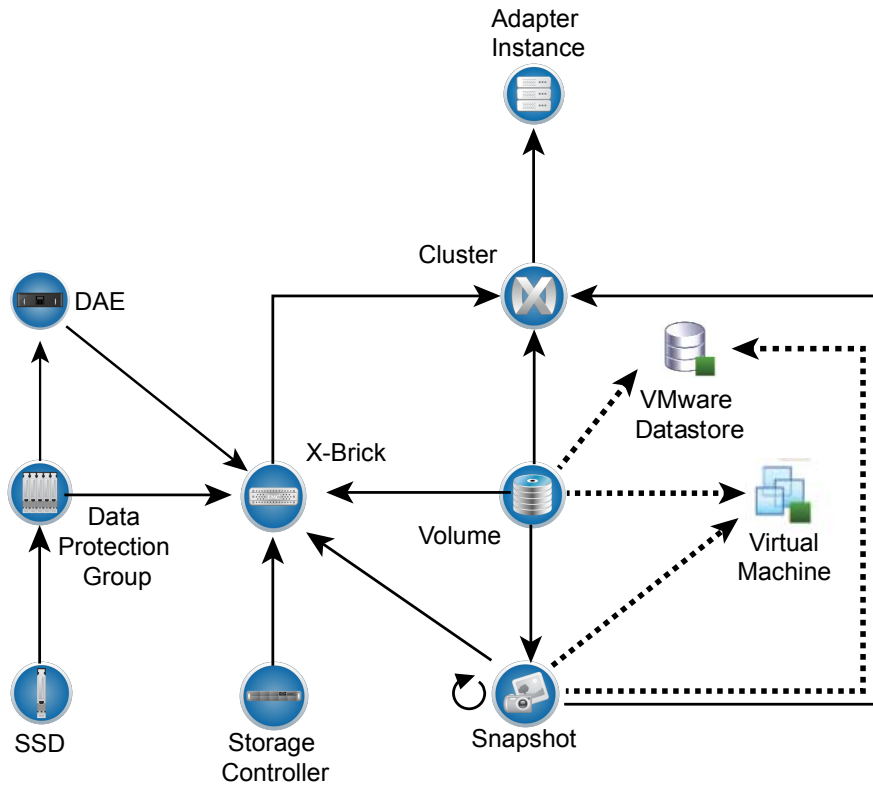 Adapter
Instance
Cluster
DAE
VMware
Datastore
X-Brick
Data
Protection
Group
Volume
Virtual
Machine
SSD
Storage
Controller
Snapshot